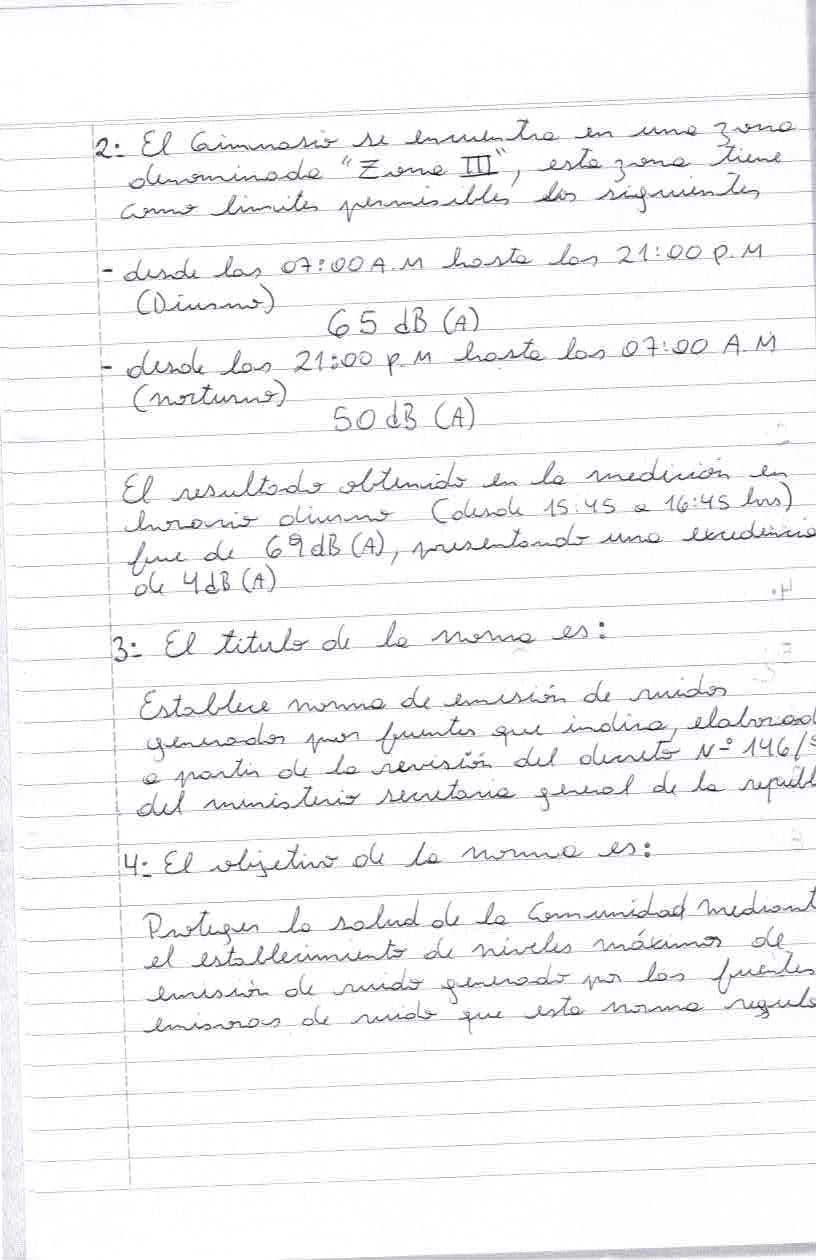 2: El Gimnasio se encuentra en una zona
denominada "Zona III", esta zona tiene
como limites permisibles los siguientes
- desde las 07:00 A.M hasta las 21:00 P.M
(Diurno)
65 dB (A)
- desde las 21:00 p.M hasta las 07:00 A.M
(nocturno)
50 dB (A)
El resultado obtenido en la medición en
horario diurno (desde 15:45 a 16:45 hrs)
fue de 69 dB (A), presentando una excedencia
de 4 dB (A)
3: El titulo de la norma es:
Establece norma de emisión de ruidos
generados por fuentes que indica, elaborad
a partir de la revisión del decreto Nº 146/9
del ministerio secretaria general de la repúbl
4: El objetivo de la norma es:
Proteger la salud de la Comunidad mediant
el establecimiento de niveles máximos de
emisión de ruido generado por las fuentes
emisoras de ruido que esta norma regula